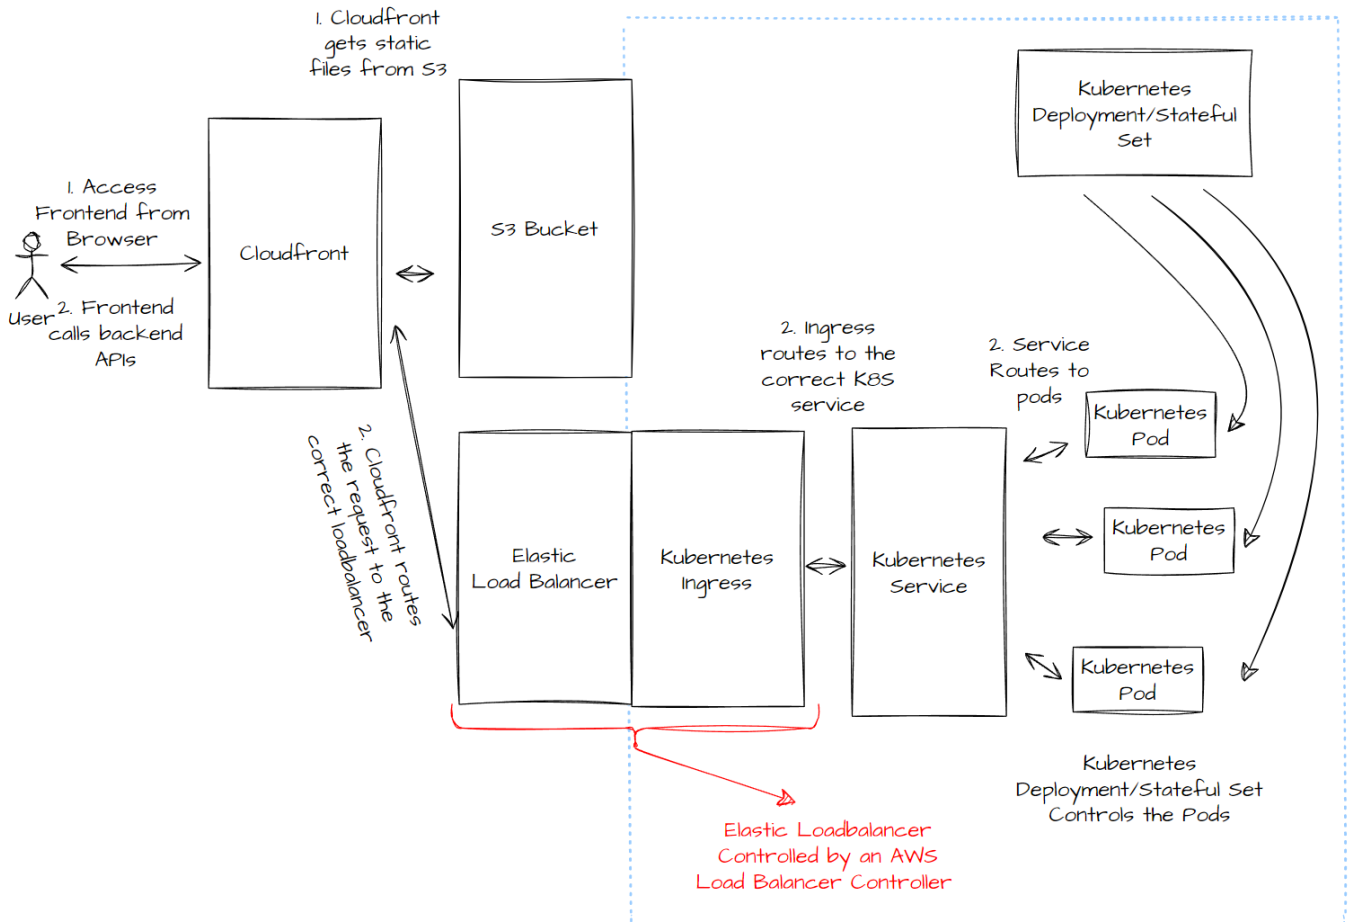 1. Cloudfront
gets static
files from S3
Kubernetes
Deployment/Stateful
Set
1. Access
Frontend from
Browser
Cloudfront
S3 Bucket
User
2. Frontend
calls backend
APIs
2. Cloudfront routes
the request to the
correct loadbalancer
2. Ingress
routes to the
correct K8S
service
2. Service
Routes to
pods
Kubernetes
Pod
Elastic
Load Balancer
Kubernetes
Ingress
Kubernetes
Service
Kubernetes
Pod
Kubernetes
Pod
Kubernetes
Deployment/Stateful Set
Controls the Pods
Elastic Loadbalancer
Controlled by an AWS
Load Balancer Controller